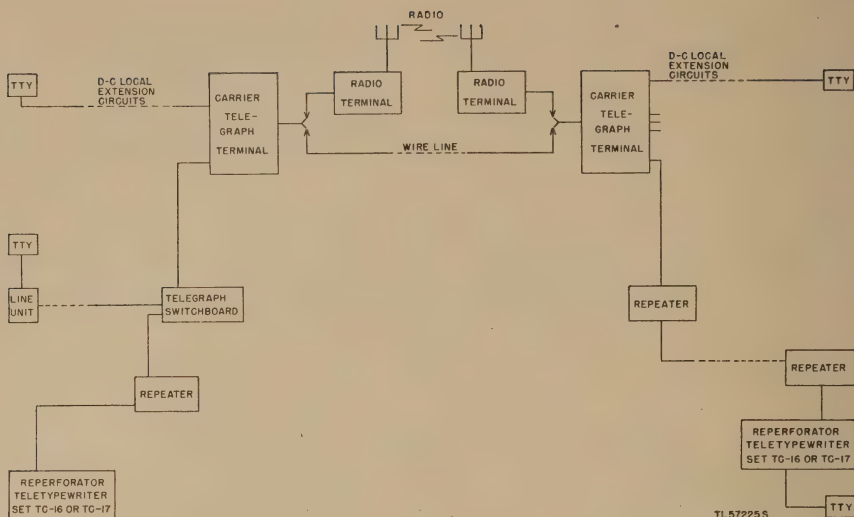 RADIO
TTY
D-C LOCAL
EXTENSION
CIRCUITS
CARRIER
TELE-
GRAPH
TERMINAL
RADIO
TERMINAL
RADIO
TERMINAL
CARRIER
TELE-
GRAPH
TERMINAL
D-C LOCAL
EXTENSION
CIRCUITS
TTY
WIRE LINE
TTY
LINE
UNIT
TELEGRAPH
SWITCHBOARD
REPEATER
REPERFORATOR
TELETYPEWRITER
SET TC-16 OR TC-17
REPEATER
REPEATER
REPERFORATOR
TELETYPEWRITER
SET TC-16 OR TC-17
TTY
TL 57225 S